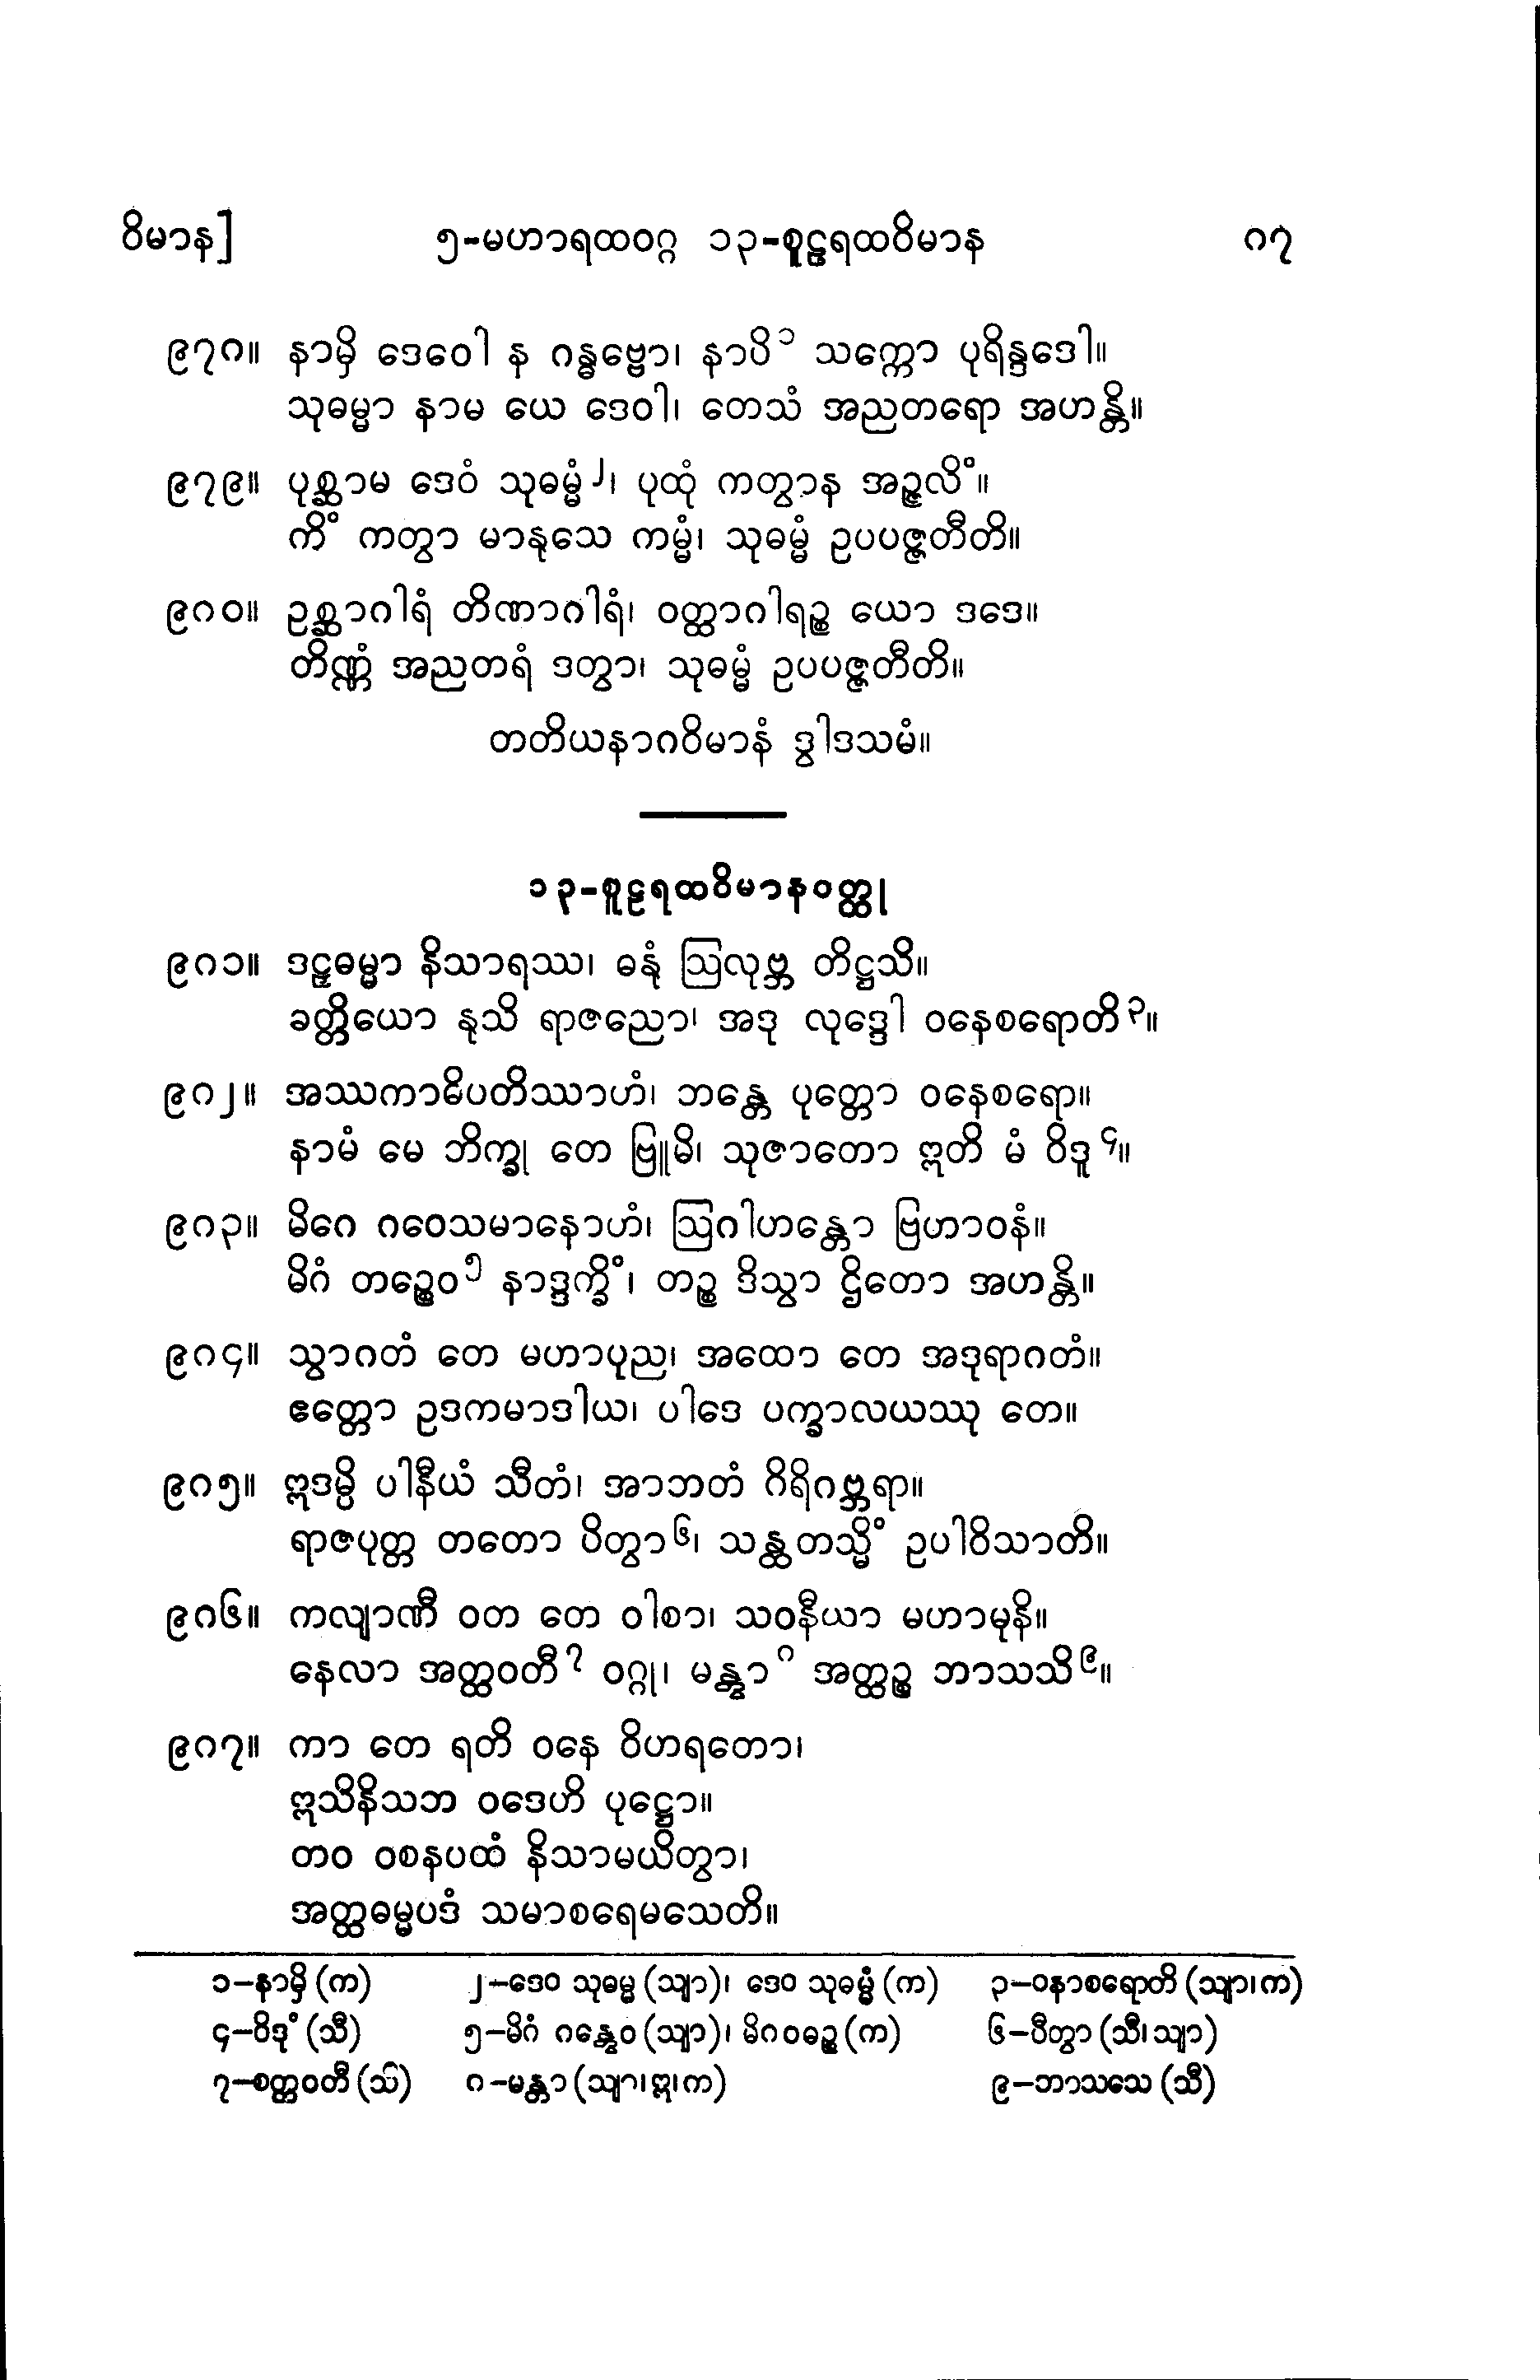 ဝိမာန] ၅-မဟာရထဝဂ္ဂ ၁၃-စူဠရထဝိမာန ၈၇
၉၇၈။ နာမှိ ဒေဝေါ န ဂန္ဓဗ္ဗော၊ နာပိ၁ သက္ကော ပုရိန္ဒဒေါ။
သုဓမ္မာ နာမ ယေ ဒေဝါ၊ တေသံ အညတရော အဟန္တိ။
၉၇၉။ ပုစ္ဆာမ ဒေဝံ သုဓမ္မံ၂၊ ပုထုံ ကတွာန အဉ္ဇလိံ။
ကိံ ကတွာ မာနုသေ ကမ္မံ၊ သုဓမ္မံ ဥပပဇ္ဇတီတိ။
၉၈၀။ ဥစ္ဆာဂါရံ တိဏာဂါရံ၊ ဝတ္ထာဂါရဉ္စ ယော ဒဒေ။
တိဏ္ဏံ အညတရံ ဒတွာ၊ သုဓမ္မံ ဥပပဇ္ဇတီတိ။
တတိယနာဂဝိမာနံ ဒွါဒသမံ။
၁၃-စူဠရထဝိမာနဝတ္ထု
၉၈၁။ ဒဠှဓမ္မာ နိသာရဿ၊ ဓနုံ ဩလုဗ္ဘ တိဋ္ဌသိ။
ခတ္တိယော နုသိ ရာဇညော၊ အဒု လုဒ္ဒေါ ဝနေစရောတိ၃။
၉၈၂။ အဿကာဓိပတိဿာဟံ၊ ဘန္တေ ပုတ္တော ဝနေစရော။
နာမံ မေ ဘိက္ခု တေ ဗြူမိ၊ သုဇာတော ဣတိ မံ ဝိဒူ၄။
၉၈၃။ မိဂေ ဂဝေသမာနောဟံ၊ ဩဂါဟန္တော ဗြဟာဝနံ။
မိဂံ တဉ္စေဝ၅ နာဒ္ဒက္ခိံ၊ တဉ္စ ဒိသွာ ဌိတော အဟန္တိ။
၉၈၄။ သွာဂတံ တေ မဟာပုည၊ အထော တေ အဒုရာဂတံ။
ဧတ္တော ဥဒကမာဒါယ၊ ပါဒေ ပက္ခာလယဿု တေ။
၉၈၅။ ဣဒမ္ပိ ပါနီယံ သီတံ၊ အာဘတံ ဂိရိဂဗ္ဘရာ။
ရာဇပုတ္တ တတော ပိတွာ၆၊ သန္ထတသ္မိံ ဥပါဝိသာတိ။
၉၈၆။ ကလျာဏီ ဝတ တေ ဝါစာ၊ သဝနီယာ မဟာမုနိ။
နေလာ အတ္ထဝတီ၇ ဝဂ္ဂု၊ မန္တွာ၈ အတ္ထဉ္စ ဘာသသိ၉။
၉၈၇။ ကာ တေ ရတိ ဝနေ ဝိဟရတော၊
ဣသိနိသဘ ဝဒေဟိ ပုဋ္ဌော။
တဝ ဝစနပထံ နိသာမယိတွာ၊
အတ္ထဓမ္မပဒံ သမာစရေမသေတိ။
၁-နာမှိ (က) ၂-ဒေဝ သုဓမ္မ (သျာ)၊ ဒေဝ သုဓမ္မံ (က) ၃-ဝနာစရောတိ (သျာ၊က)
၄-ဝိဒုံ (သီ) ၅-မိဂံ ဂန္တွေဝ (သျာ)၊ မိဂဝဓဉ္စ (က) ၆-ပီတွာ (သီ၊သျာ)
၇-စတ္ထဝတီ (သီ) ၈-မန္တာ (သျာ၊ဣ၊က) ၉-ဘာသသေ (သီ)